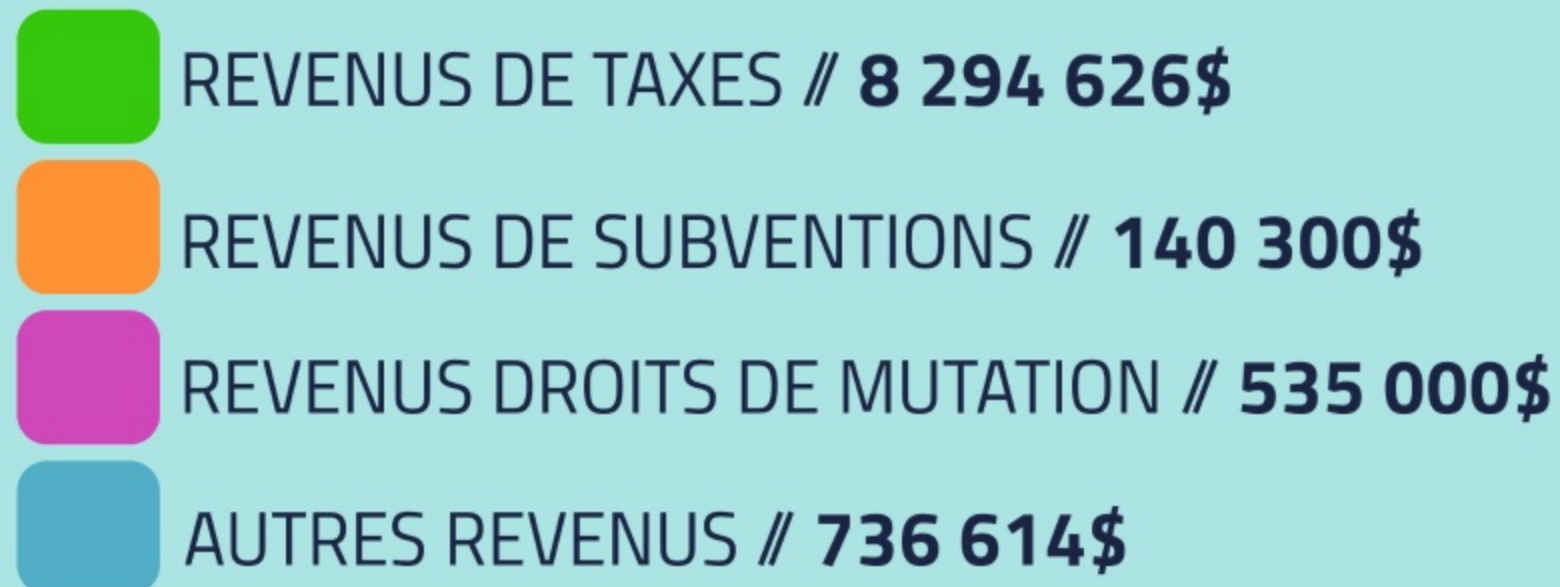 REVENUS DE TAXES // 8 294 626$
REVENUS DE SUBVENTIONS // 140 300$
REVENUS DROITS DE MUTATION // 535 000$
AUTRES REVENUS // 736 614$